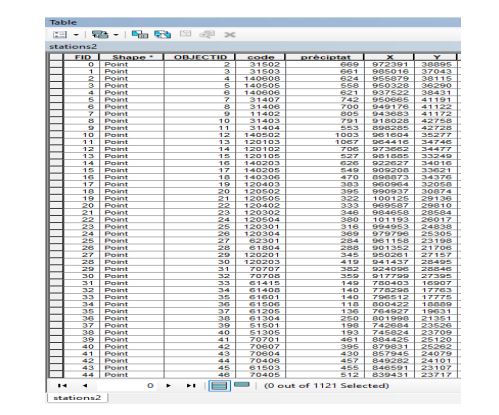 Table
stations2
FID Shape * OBJECTID code préciptat X Y
0 Point 2 31502 669 972391 38895
1 Point 3 31503 661 985016 37043
2 Point 4 140608 624 955879 38115
3 Point 5 140505 558 950328 36290
4 Point 6 140606 621 937522 38431
5 Point 7 31407 742 950665 41191
6 Point 8 31406 700 949176 41122
7 Point 9 11402 805 943683 41172
8 Point 10 31403 791 918028 42758
9 Point 11 31404 553 898285 42728
10 Point 12 140502 1003 961604 35277
11 Point 13 120103 1067 964416 34746
12 Point 14 120102 706 973662 34477
13 Point 15 120105 527 981885 33249
14 Point 16 140203 626 922627 34016
15 Point 17 140205 549 909208 33621
16 Point 18 140306 470 898873 34376
17 Point 19 120403 383 960964 32058
18 Point 20 120502 395 990937 30874
19 Point 21 120505 322 100125 29136
20 Point 22 120402 333 969587 29810
21 Point 23 120302 346 984658 28584
22 Point 24 120504 380 101193 26017
23 Point 25 120301 316 994953 24838
24 Point 26 120304 369 979796 25305
25 Point 27 62301 284 961158 23198
26 Point 28 61804 288 901352 21706
27 Point 29 120201 345 950261 27157
28 Point 30 120203 419 941437 28495
29 Point 31 70707 382 924096 28846
30 Point 32 70708 359 917799 27395
31 Point 33 61415 149 780403 16907
32 Point 34 61408 140 778298 17763
33 Point 35 61601 140 796512 17775
34 Point 36 61506 118 800422 18889
35 Point 37 61205 136 764927 19631
36 Point 38 61304 250 801998 21351
37 Point 39 51501 198 742684 23526
38 Point 40 51305 193 745824 23709
39 Point 41 70701 461 884425 25120
40 Point 42 70607 395 879831 25262
41 Point 43 70604 430 857945 24079
42 Point 44 70406 457 849282 24101
43 Point 45 61503 455 846591 23107
44 Point 46 70405 512 839431 23717
0 (0 out of 1121 Selected)
stations2